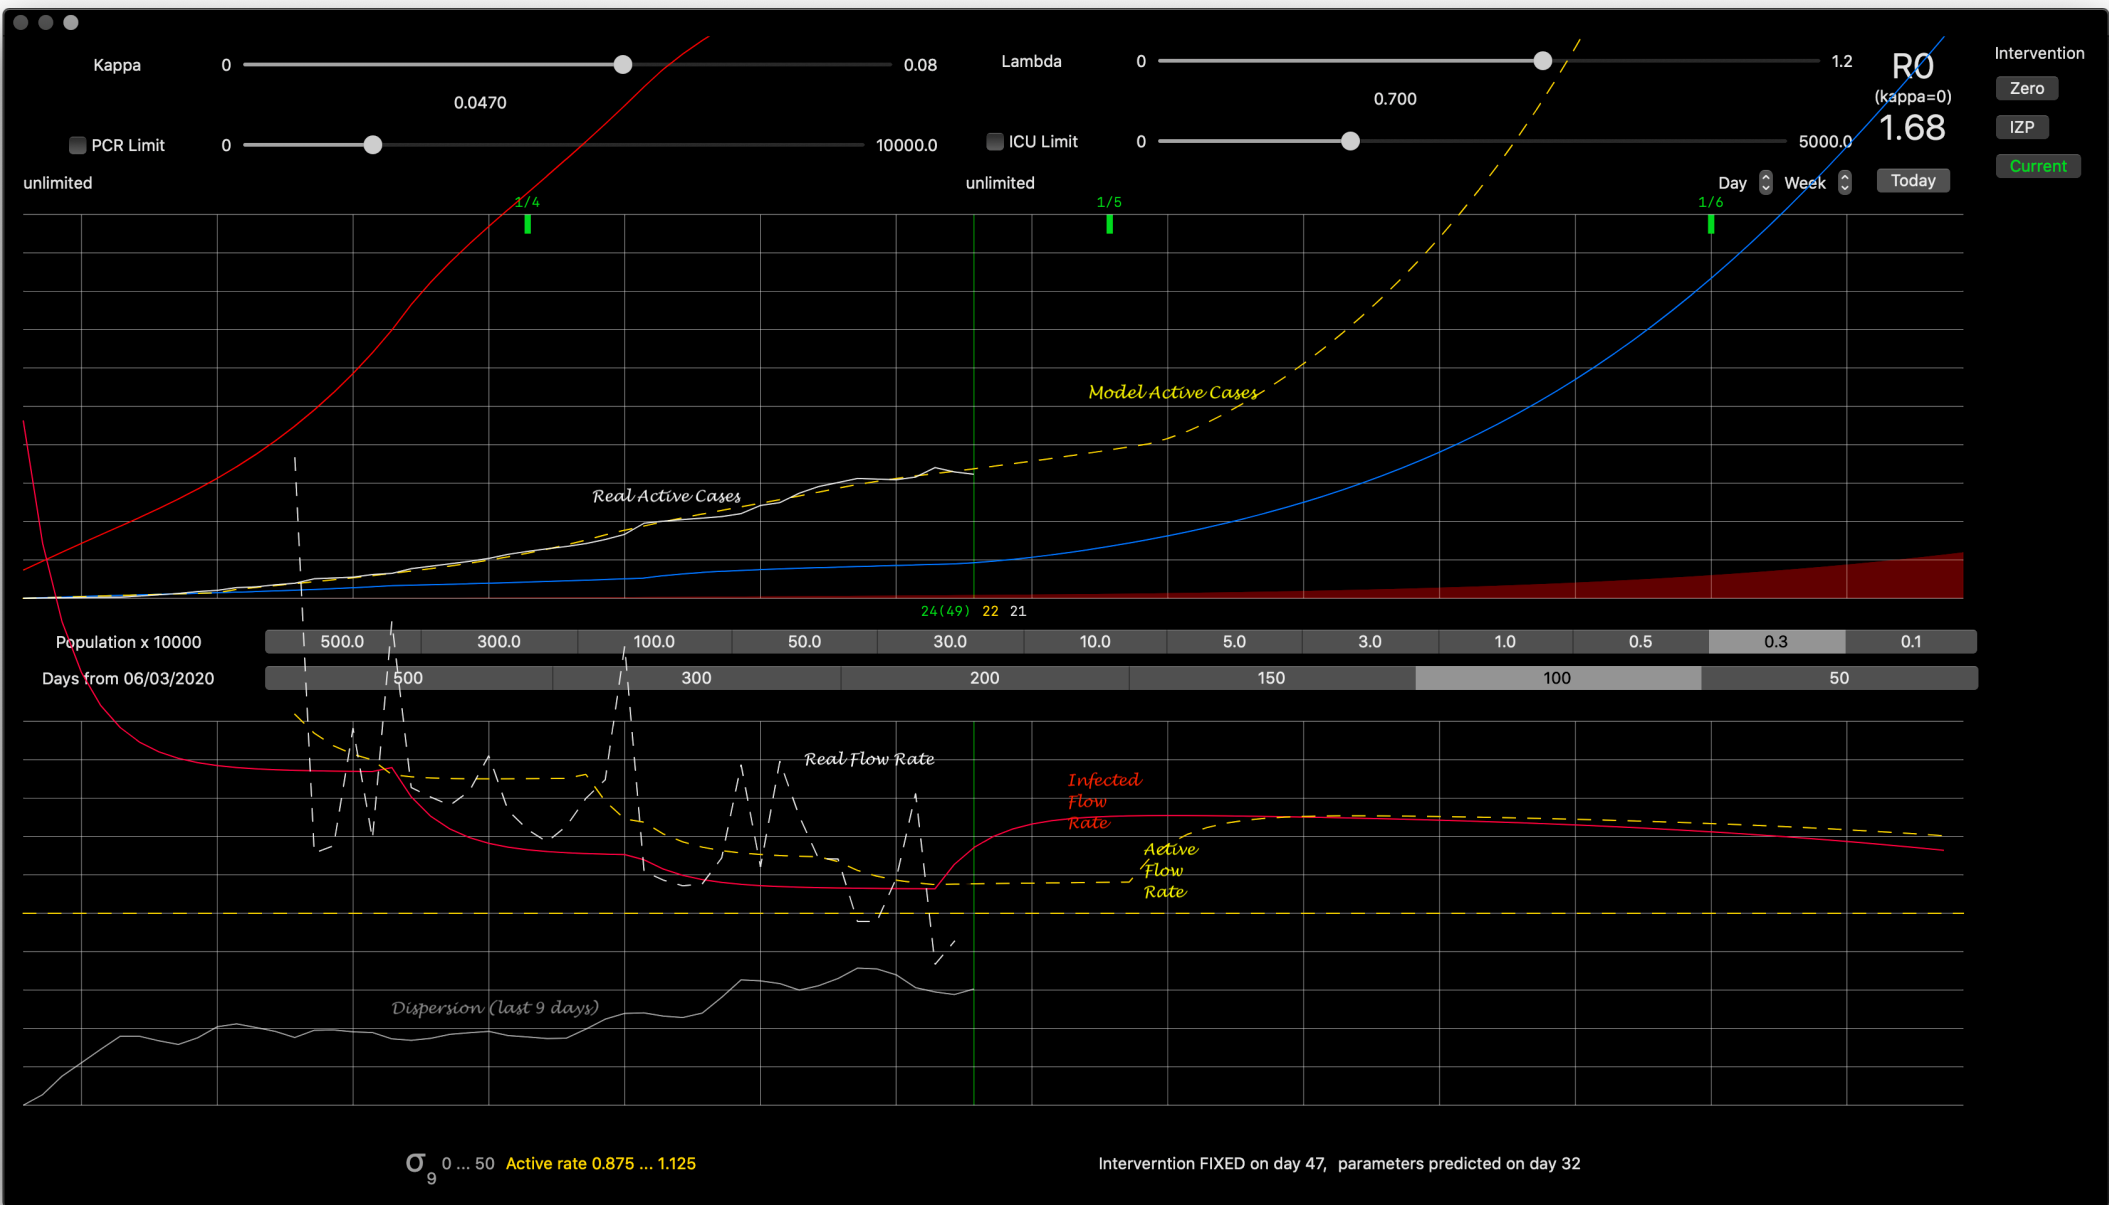 Kappa 0 0.08
0.0470
Lambda 0 1.2
0.700
R0
(kappa=0)
1.68
Intervention
Zero
IZP
Current
PCR Limit 0 10000.0
unlimited
ICU Limit 0 5000.0
unlimited
Day Week Today
1/4 1/5 1/6
Model Active Cases
Real Active Cases
24(49) 22 21
Population x 10000 500.0 300.0 100.0 50.0 30.0 10.0 5.0 3.0 1.0 0.5 0.3 0.1
Days from 06/03/2020 500 300 200 150 100 50
Real Flow Rate
Infected
Flow
Rate
Active
Flow
Rate
Dispersion (last 9 days)
σ9 0 ... 50 Active rate 0.875 ... 1.125
Interverntion FIXED on day 47, parameters predicted on day 32